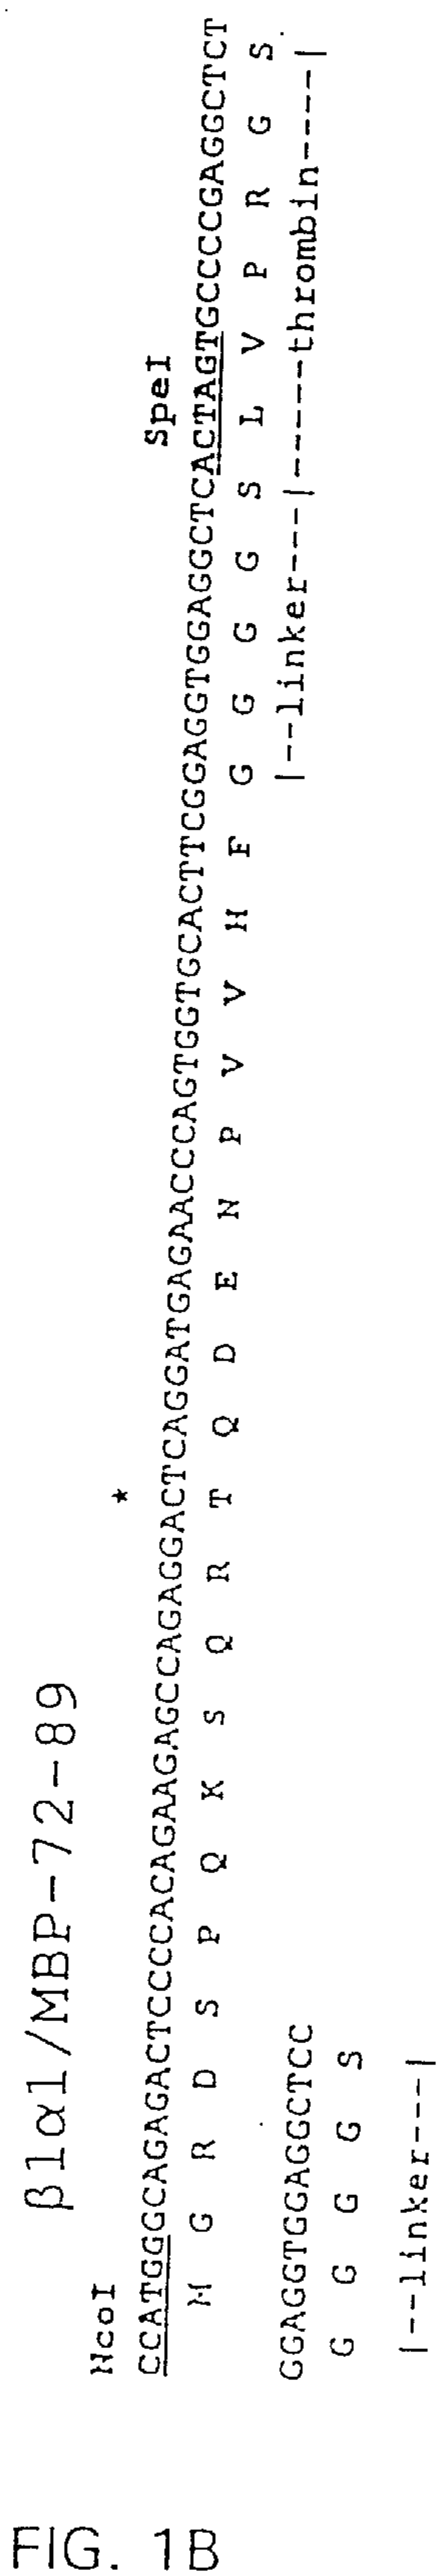 FIG. 1B
β1α1/MBP-72-89
NcoI * SpeI
CCATGGGCAGAGACTCCCCACAGAAGAGCCAGAGGACTCAGGATGAGAACCCAGTGGTGCACTTCGGAGGTGGAGGCTCACTAGTGCCCCGAGGCTCT
M G R D S P Q K S Q R T Q D E N P V V H F G G G G S L V P R G S
|--linker---|-----thrombin----|
GGAGGTGGAGGCTCC
G G G G S
|--linker---|